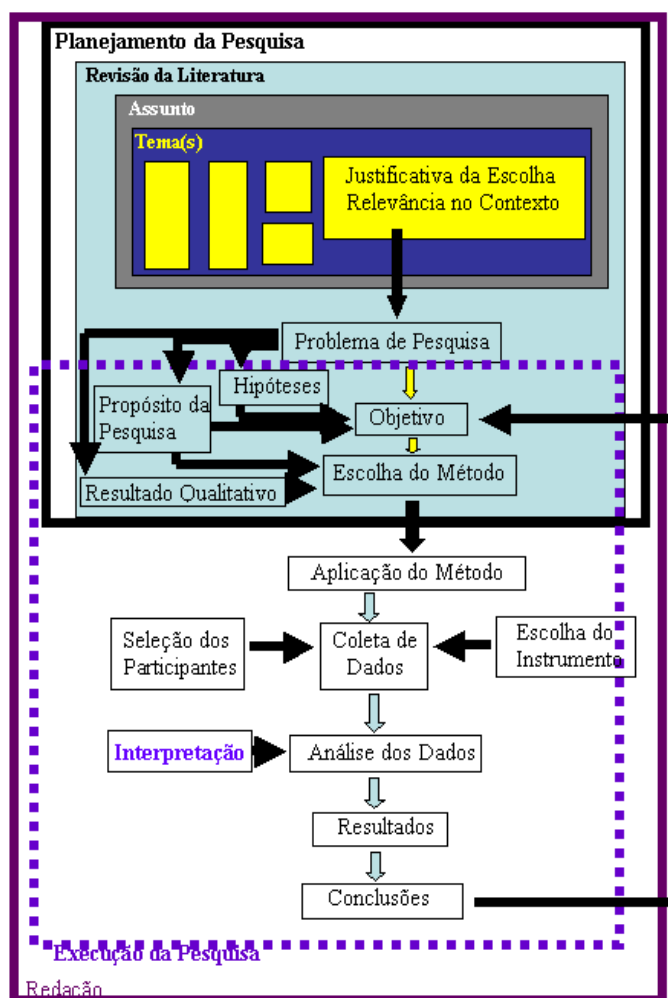 Planejamento da Pesquisa
Revisão da Literatura
Assunto
Tema(s)
Justificativa da Escolha
Relevância no Contexto
Problema de Pesquisa
Hipóteses
Propósito da
Pesquisa
Objetivo
Escolha do Método
Resultado Qualitativo
Aplicação do Método
Seleção dos
Participantes
Coleta de
Dados
Escolha do
Instrumento
Interpretação
Análise dos Dados
Resultados
Conclusões
Execução da Pesquisa
Redação